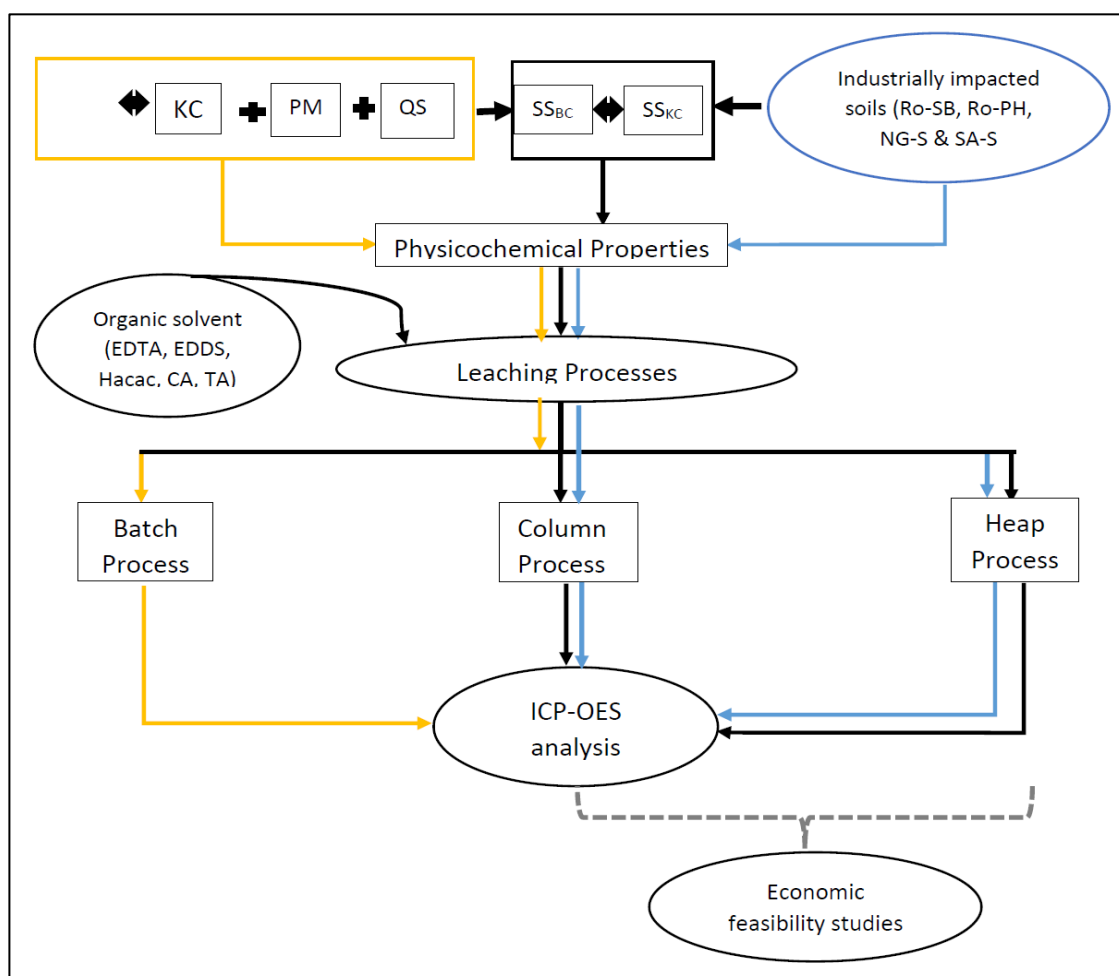 KC
PM
QS
SSBC
SSKC
Industrially impacted
soils (Ro-SB, Ro-PH,
NG-S & SA-S
Physicochemical Properties
Organic solvent
(EDTA, EDDS,
Hacac, CA, TA)
Leaching Processes
Batch
Process
Column
Process
Heap
Process
ICP-OES
analysis
Economic
feasibility studies